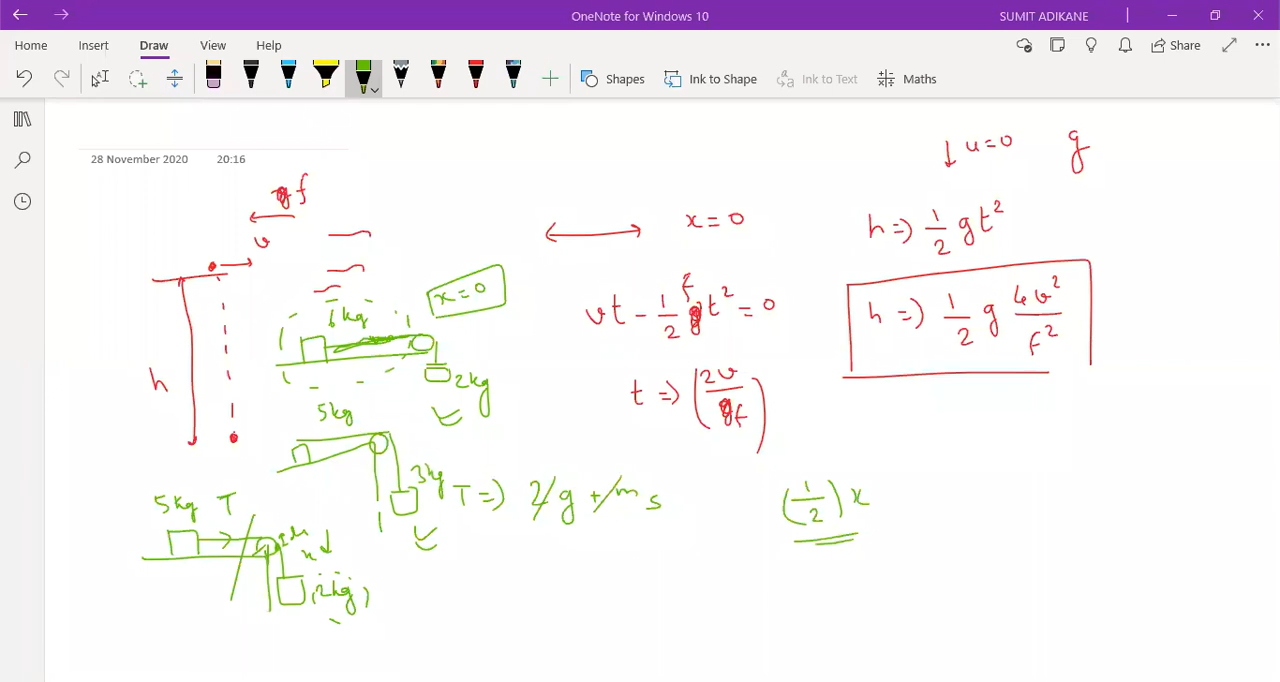 OneNote for Windows 10
SUMIT ADIKANE
Home Insert Draw View Help
Share
Shapes Ink to Shape Ink to Text Maths
28 November 2020 20:16
↓ u=0 g
f
v
x=0
h => 1/2 gt²
x=0
vt - 1/2 f t² = 0
h => 1/2 g 4v²/f²
6kg
2kg
h
t => (2v/f)
5kg
3kg
T => 2/g + /m s
(1/2) x
5kg T
x ↓
(2kg)